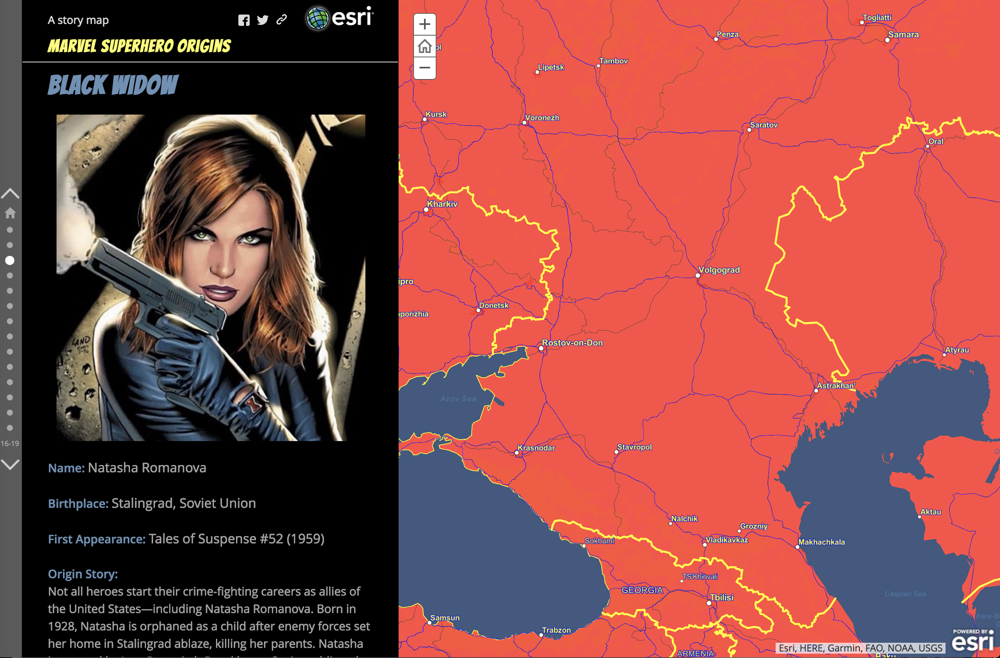 A story map
esri
MARVEL SUPERHERO ORIGINS
BLACK WIDOW
LAND
16-19
Name: Natasha Romanova
Birthplace: Stalingrad, Soviet Union
First Appearance: Tales of Suspense #52 (1959)
Origin Story:
Not all heroes start their crime-fighting careers as allies of
the United States—including Natasha Romanova. Born in
1928, Natasha is orphaned as a child after enemy forces set
her home in Stalingrad ablaze, killing her parents. Natasha
+
−
Togliatti
Samara
Penza
ol
Tambov
Lipetsk
Kursk
Voronezh
Saratov
Oral
Kharkiv
Volgograd
ipro
Donetsk
aporizhia
Rostov-on-Don
Atyrau
Astrakhan'
Azov Sea
Krasnodar
Stavropol
Aktau
Nalchik
Grozniy
Vladikavkaz
Makhachkala
Sokhumi
TS'Khinvali
GEORGIA
Tbilisi
Caspian Sea
Samsun
Trabzon
Kara-B
POWERED BY
esri
Esri, HERE, Garmin, FAO, NOAA, USGS
ARMENIA
Baku